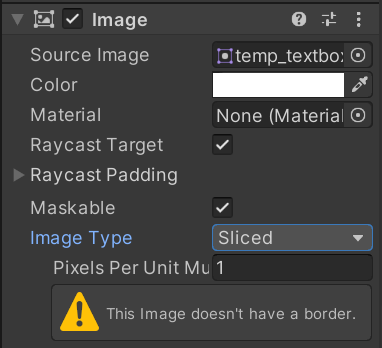 Image
Source Image temp_textbox
Color
Material None (Material
Raycast Target
Raycast Padding
Maskable
Image Type Sliced
Pixels Per Unit Mu 1
This Image doesn't have a border.